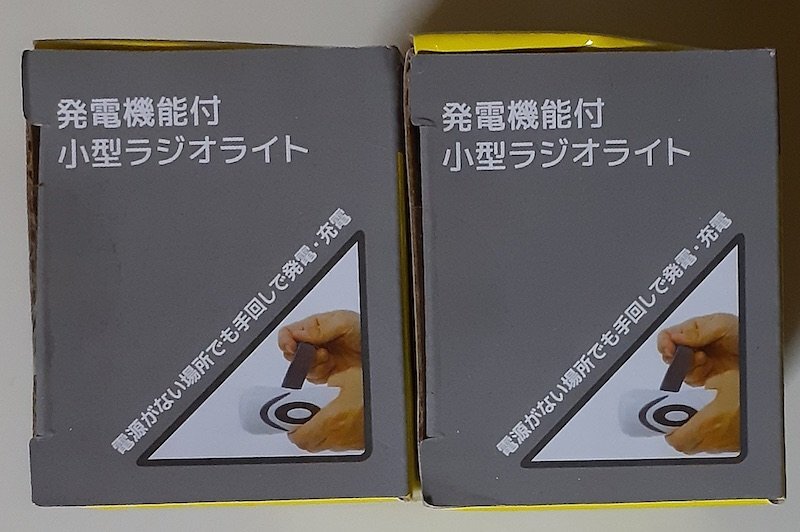 発電機能付
小型ラジオライト
電源がない場所でも手回しで発電・充電
発電機能付
小型ラジオライト
電源がない場所でも手回しで発電・充電